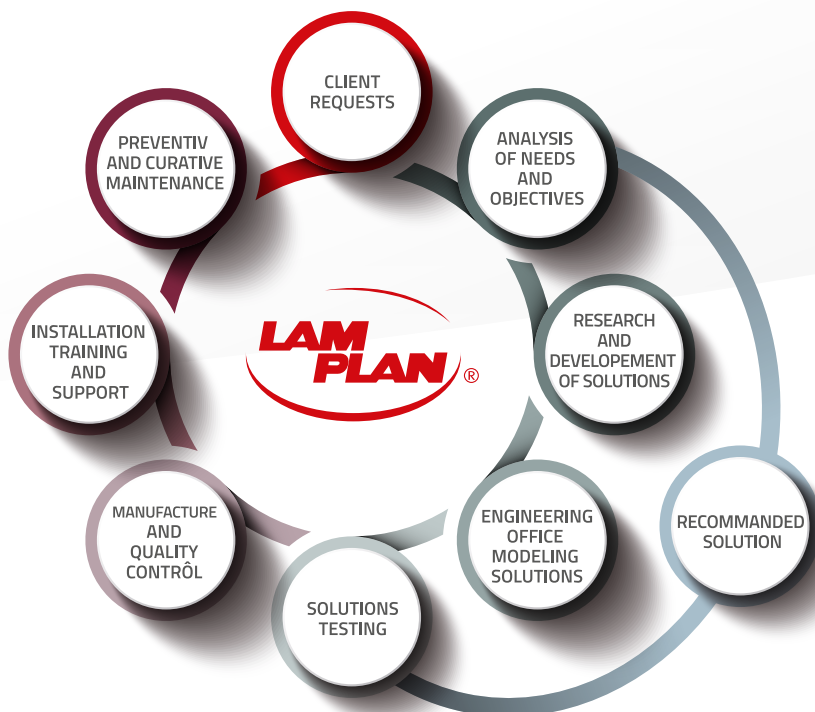 CLIENT
REQUESTS
ANALYSIS
OF NEEDS
AND
OBJECTIVES
RESEARCH
AND
DEVELOPEMENT
OF SOLUTIONS
RECOMMANDED
SOLUTION
ENGINEERING
OFFICE
MODELING
SOLUTIONS
SOLUTIONS
TESTING
MANUFACTURE
AND
QUALITY
CONTRÔL
INSTALLATION
TRAINING
AND
SUPPORT
PREVENTIV
AND CURATIVE
MAINTENANCE
LAM
PLAN ®